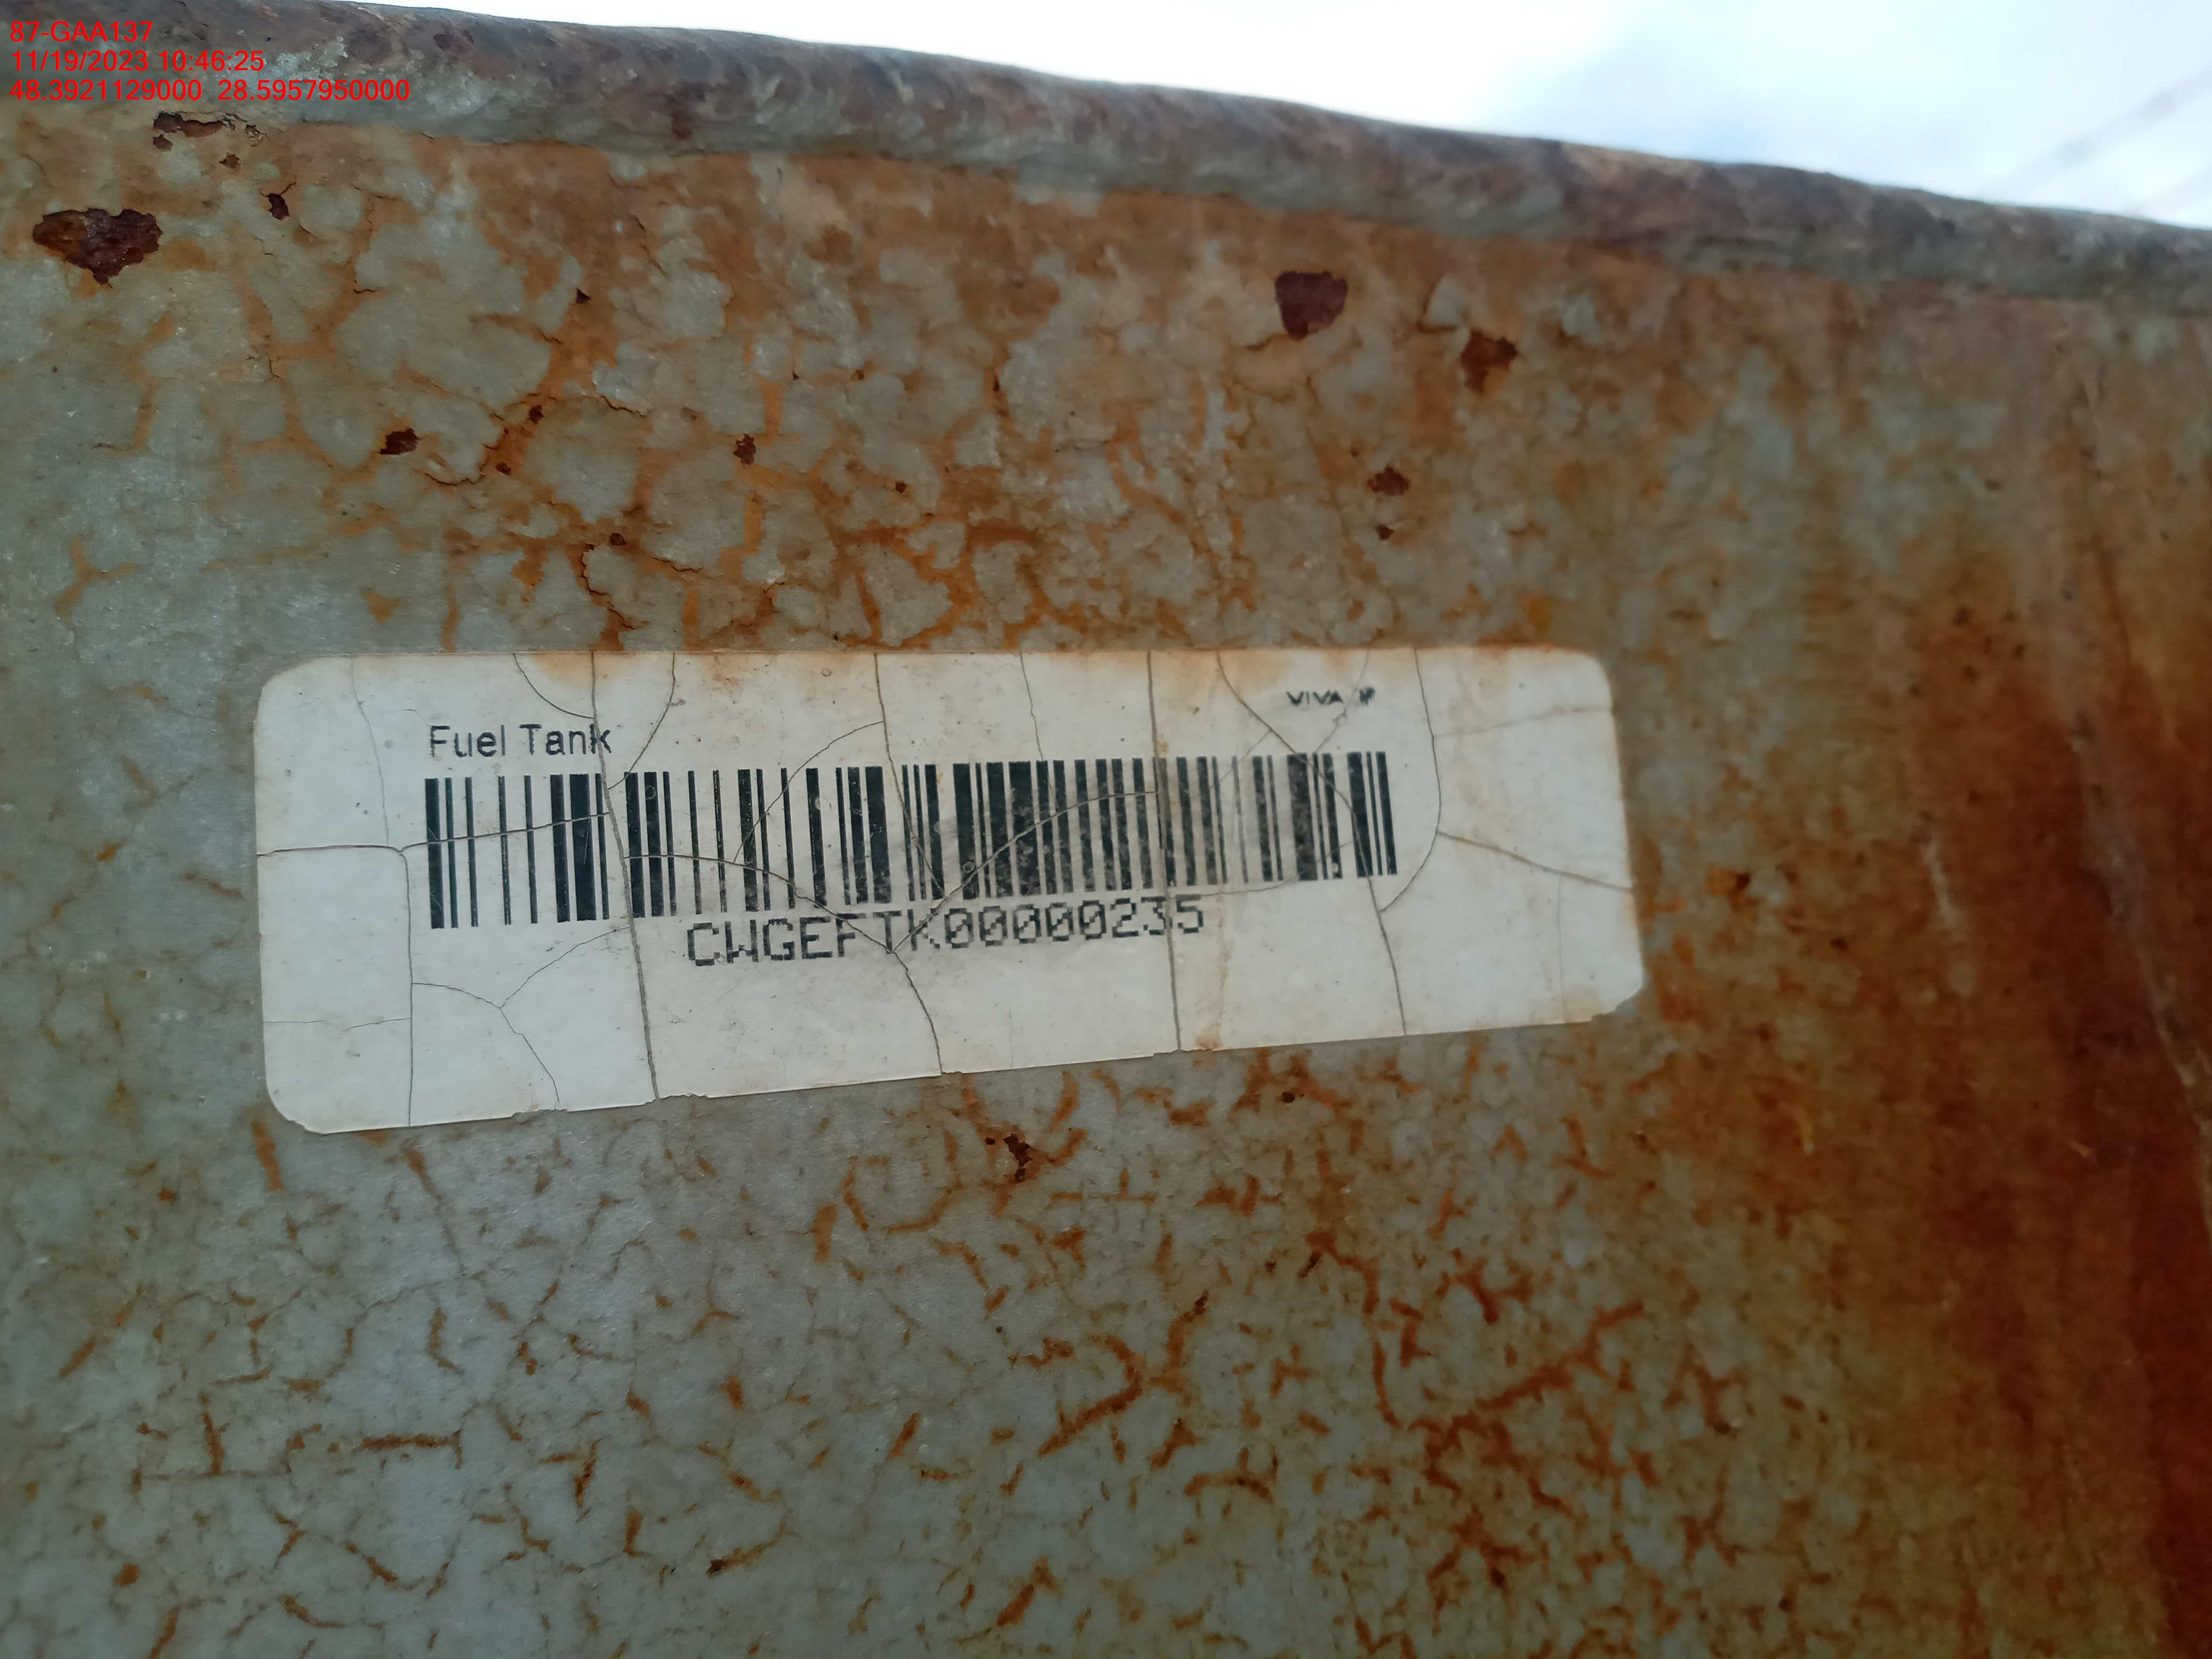 87-GAA137
11/19/2023 10:46:25
48.3921129000 28.5957950000
VIVA
Fuel Tank
CWGEFTK00000235